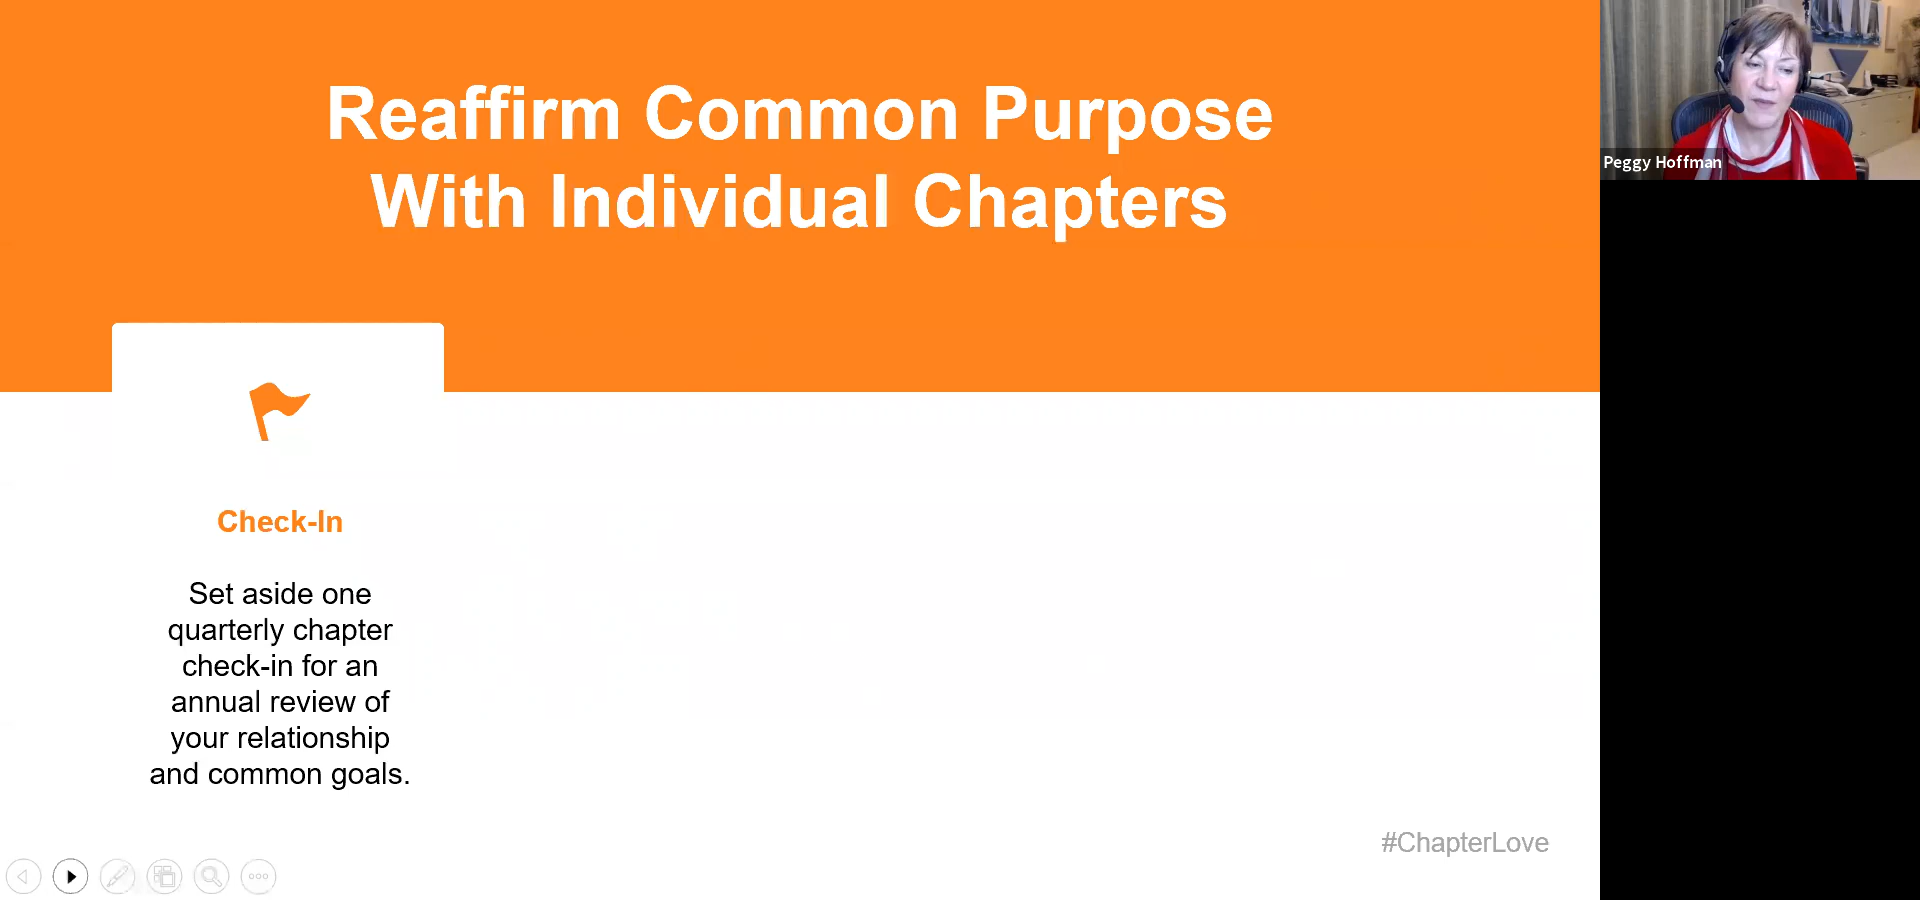 Reaffirm Common Purpose
With Individual Chapters
Peggy Hoffman
Check-In
Set aside one
quarterly chapter
check-in for an
annual review of
your relationship
and common goals.
#ChapterLove